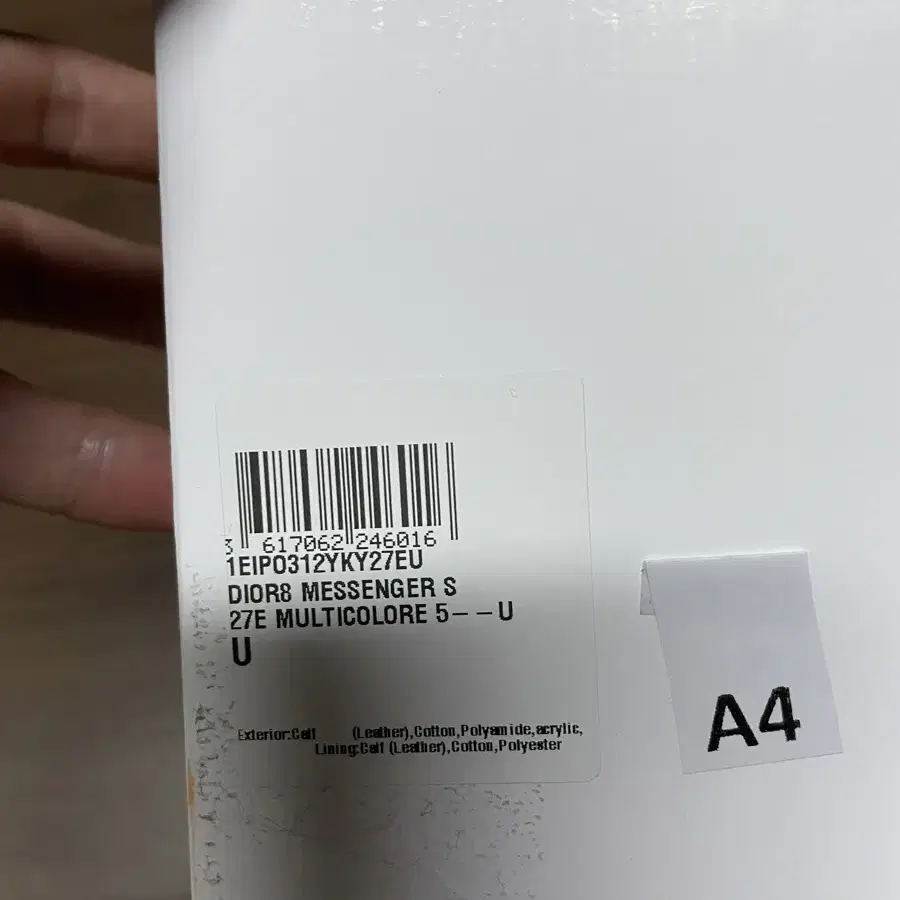 3 617062 246016
1EIPO312YKY27EU
DIOR8 MESSENGER S
27E MULTICOLORE 5--U
U
Exterior:Calf (Leather),Cotton,Polyamide,acrylic,
Lining:Calf (Leather),Cotton,Polyester
A4